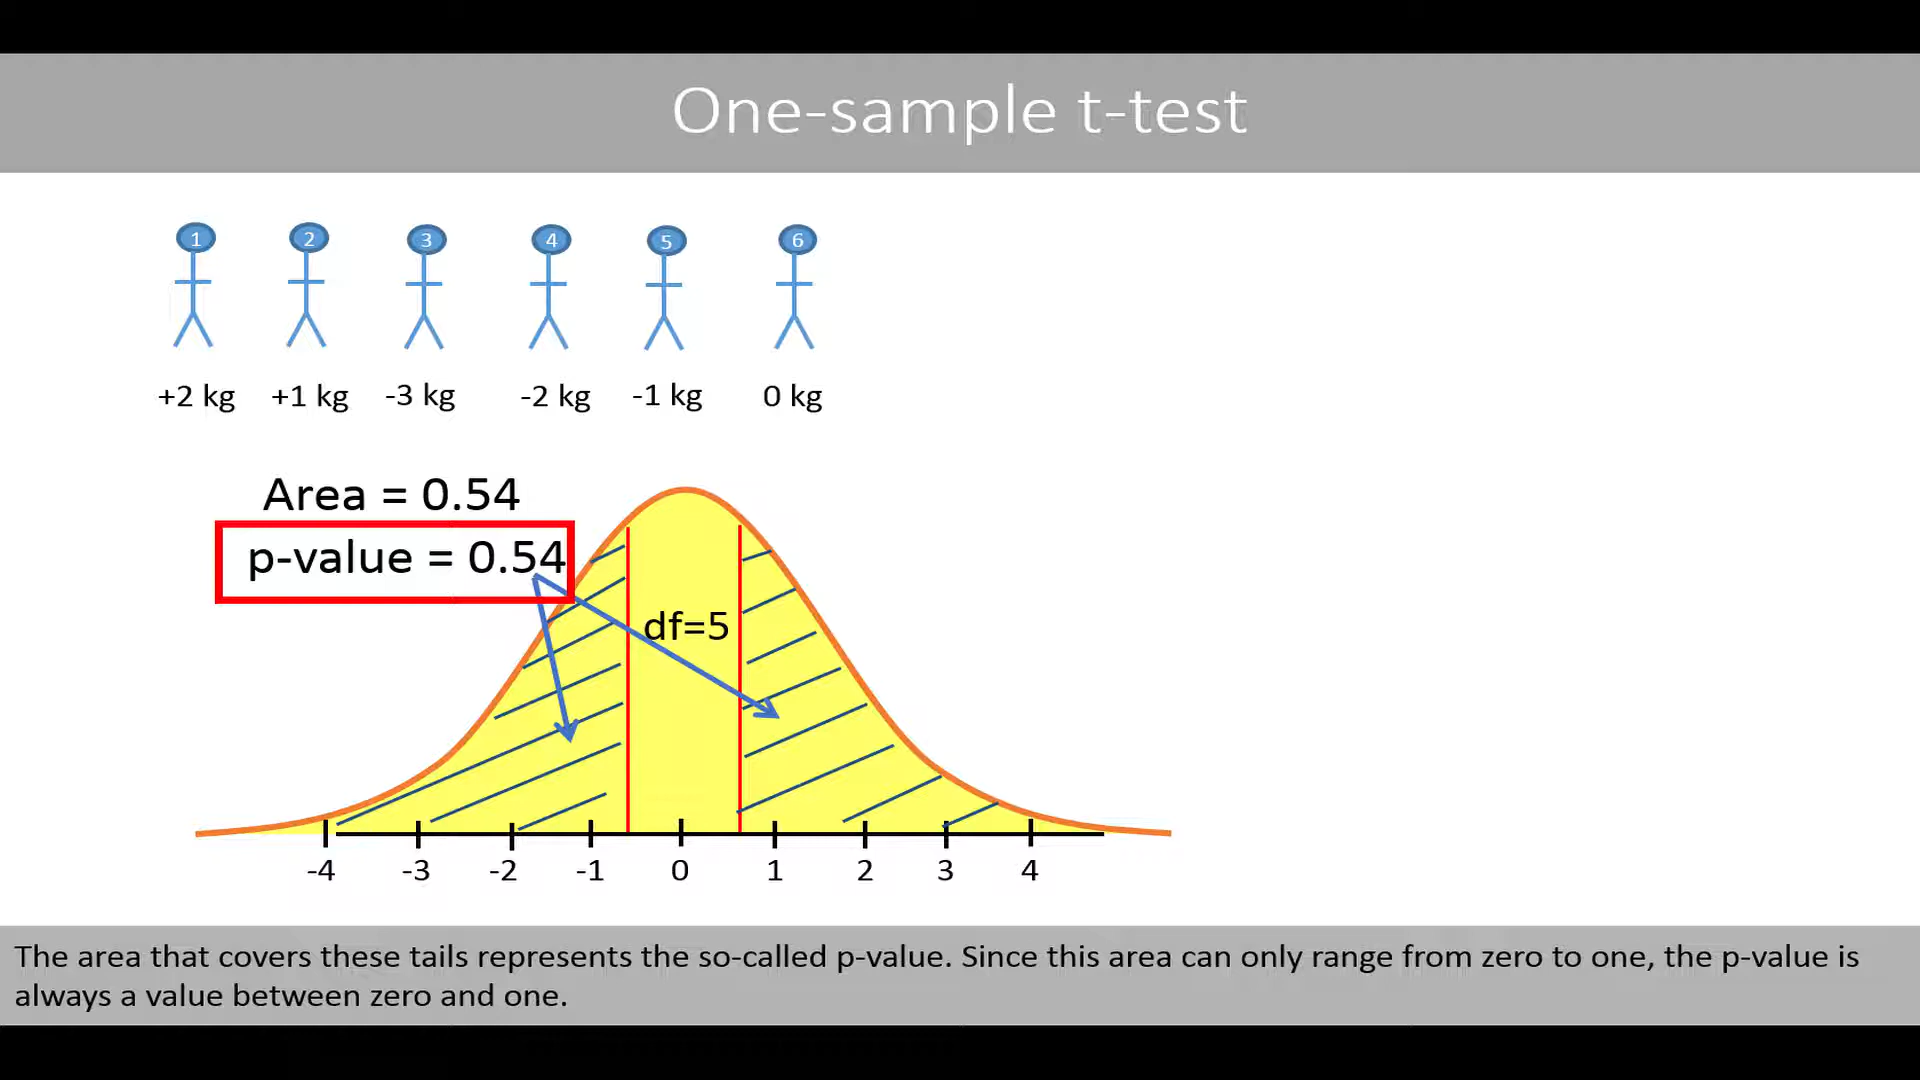 One-sample t-test
1 2 3 4 5 6
+2 kg +1 kg -3 kg -2 kg -1 kg 0 kg
Area = 0.54
p-value = 0.54
df=5
-4 -3 -2 -1 0 1 2 3 4
The area that covers these tails represents the so-called p-value. Since this area can only range from zero to one, the p-value is
always a value between zero and one.